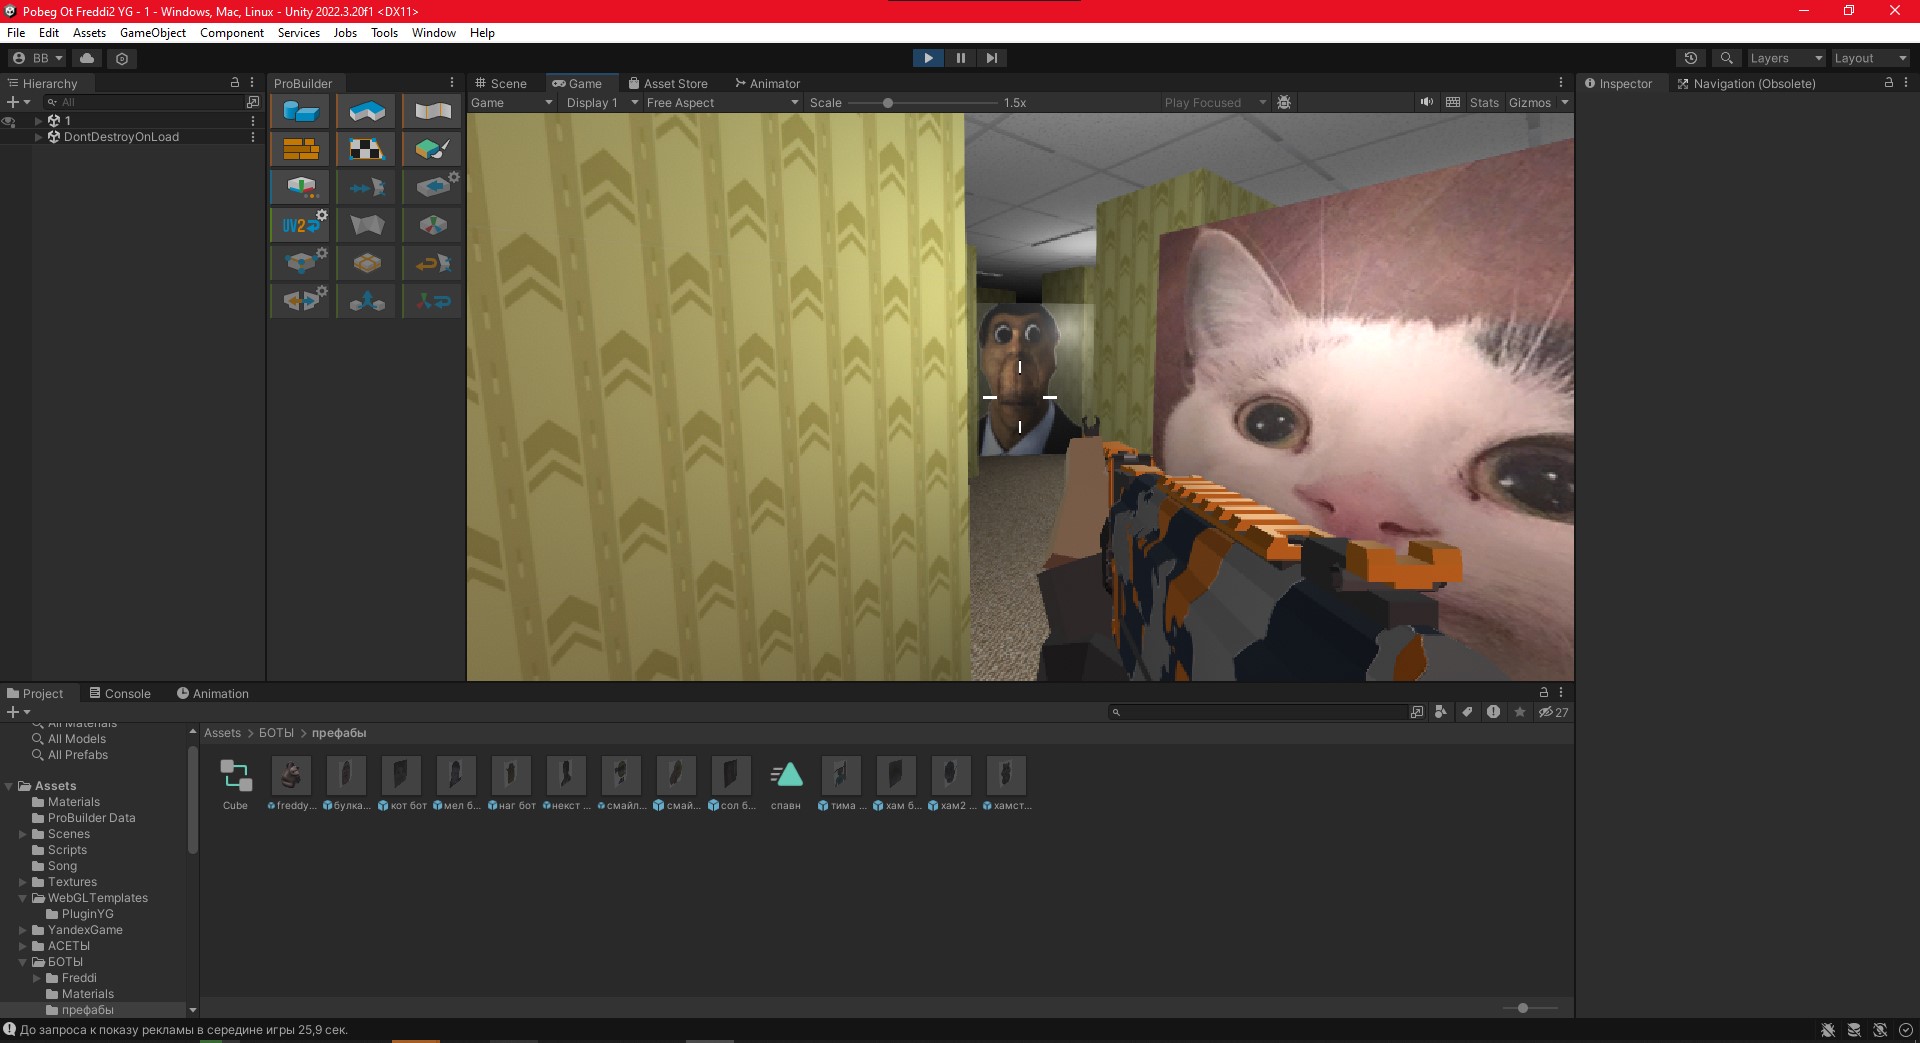 Pobeg Ot Freddi2 YG - 1 - Windows, Mac, Linux - Unity 2022.3.20f1 <DX11>
File Edit Assets GameObject Component Services Jobs Tools Window Help
BB Layers Layout
Hierarchy ProBuilder Scene Game Asset Store Animator Inspector Navigation (Obsolete)
All Game Display 1 Free Aspect Scale 1.5x Play Focused Stats Gizmos
1
DontDestroyOnLoad
UV2
Project Console Animation
27
All Materials
All Models
All Prefabs
Assets
Materials
ProBuilder Data
Scenes
Scripts
Song
Textures
WebGLTemplates
PluginYG
YandexGame
АСЕТЫ
БОТЫ
Freddi
Materials
префабы
Assets > БОТЫ > префабы
Cube freddy... булка... кот бот мел б... наг бот некст ... смайл... смай... сол б... спавн тима ... хам б... хам2 ... хамст...
До запроса к показу рекламы в середине игры 25,9 сек.